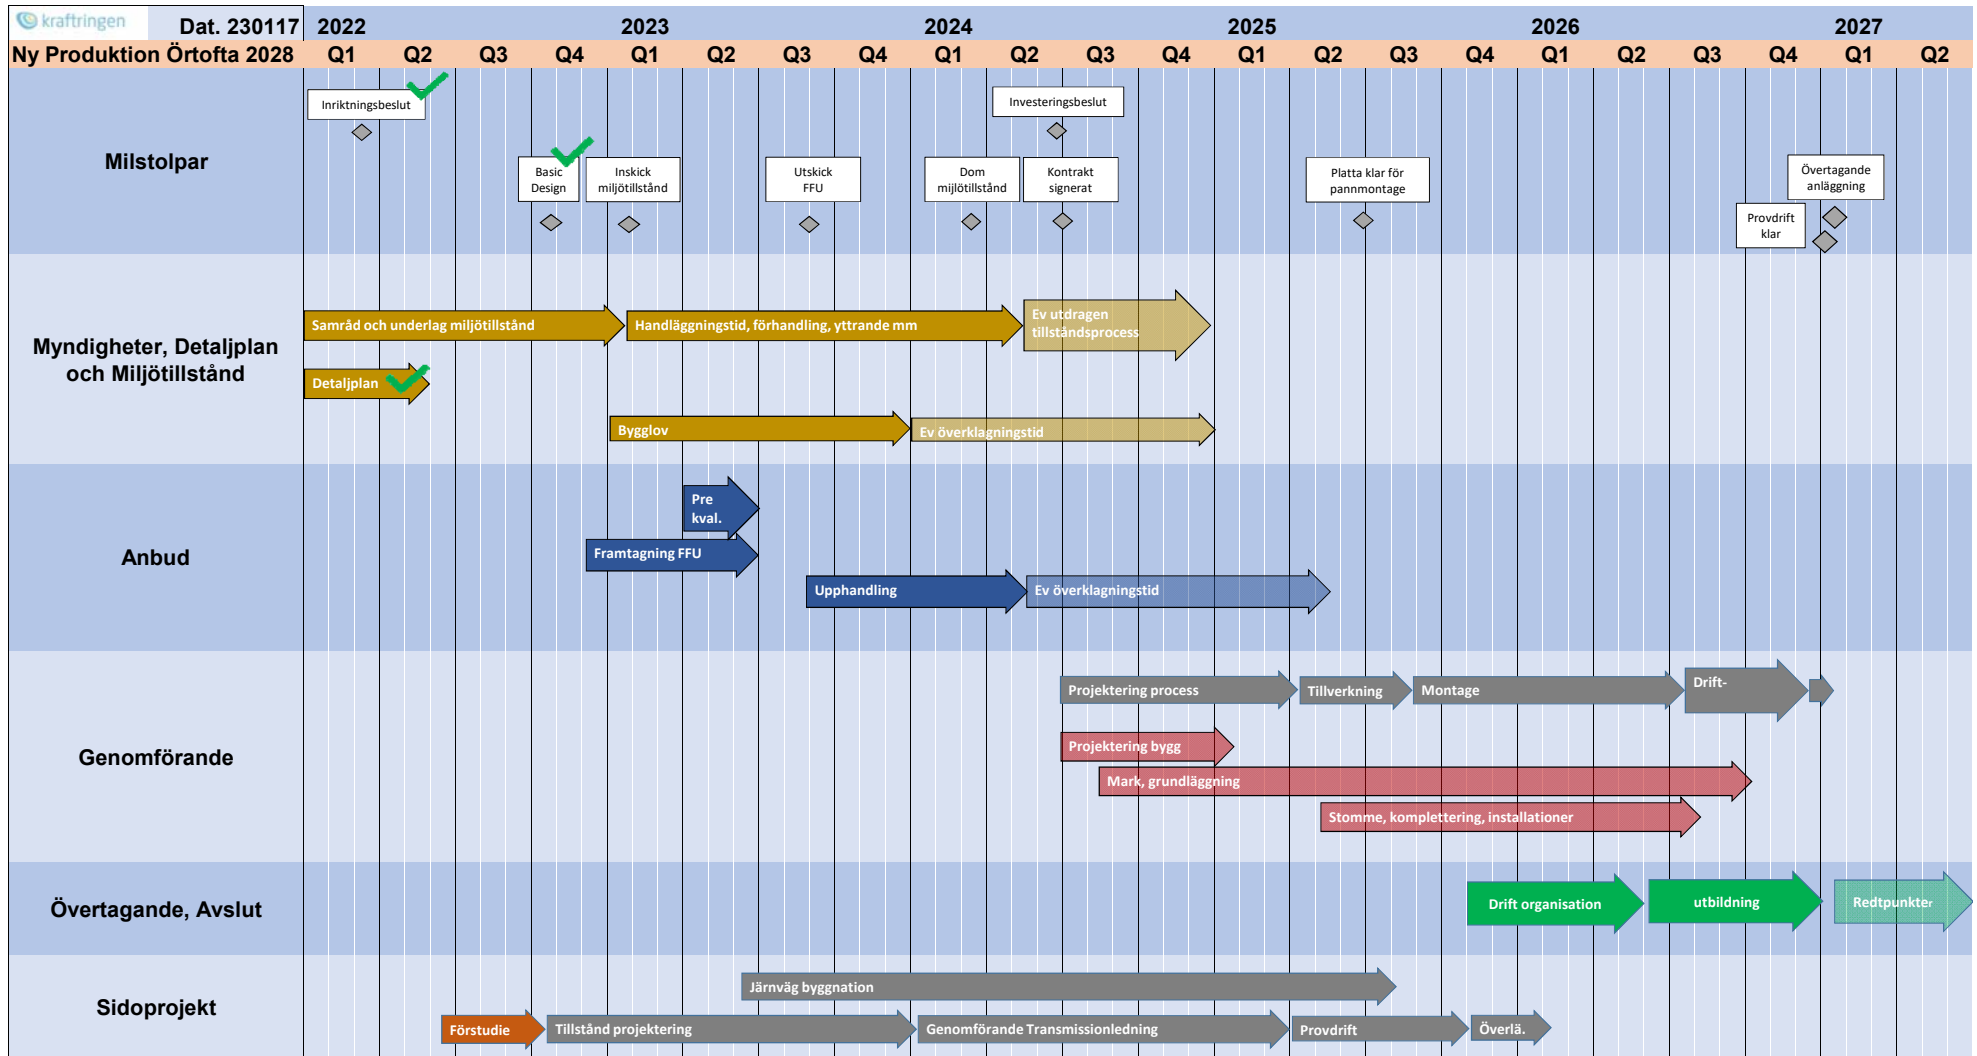 kraftringen
Dat. 230117 2022 2023 2024 2025 2026 2027
Ny Produktion Örtofta 2028 Q1 Q2 Q3 Q4 Q1 Q2 Q3 Q4 Q1 Q2 Q3 Q4 Q1 Q2 Q3 Q4 Q1 Q2 Q3 Q4 Q1 Q2
Milstolpar
Inriktningsbeslut
Investeringsbeslut
Basic
Design
Inskick
miljötillstånd
Utskick
FFU
Dom
mijlötillstånd
Kontrakt
signerat
Platta klar för
pannmontage
Övertagande
anläggning
Provdrift
klar
Myndigheter, Detaljplan
och Miljötillstånd
Samråd och underlag miljötillstånd
Handläggningstid, förhandling, yttrande mm
Ev utdragen
tillståndsprocess
Detaljplan
Bygglov
Ev överklagningstid
Anbud
Pre
kval.
Framtagning FFU
Upphandling
Ev överklagningstid
Genomförande
Projektering process
Tillverkning
Montage
Drift-
Projektering bygg
Mark, grundläggning
Stomme, komplettering, installationer
Övertagande, Avslut
Drift organisation
utbildning
Redtpunkter
Sidoprojekt
Järnväg byggnation
Förstudie
Tillstånd projektering
Genomförande Transmissionledning
Provdrift
Överlä.